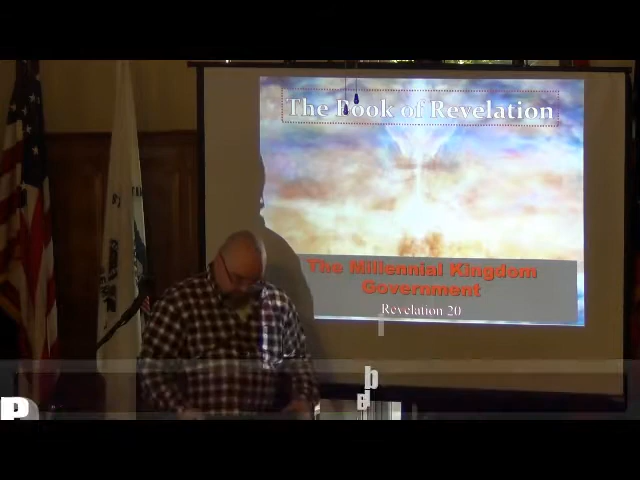 The Book of Revelation
The Millennial Kingdom
Government
Revelation 20
P
b